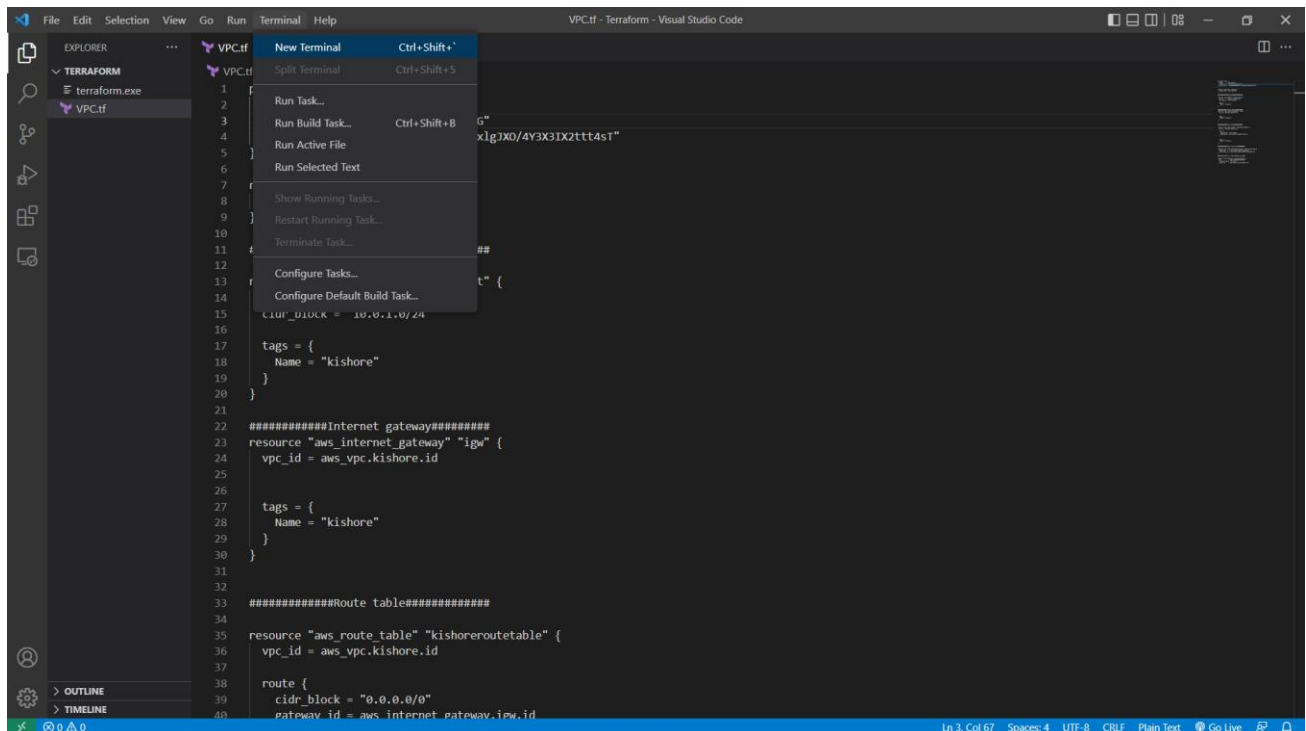 File Edit Selection View Go Run Terminal Help VPC.tf - Terraform - Visual Studio Code
EXPLORER
TERRAFORM
terraform.exe
VPC.tf
OUTLINE
TIMELINE
New Terminal Ctrl+Shift+`
Split Terminal Ctrl+Shift+5
Run Task...
Run Build Task... Ctrl+Shift+B
Run Active File
Run Selected Text
Show Running Tasks...
Restart Running Task...
Terminate Task...
Configure Tasks...
Configure Default Build Task...
VPC.tf
VPC.tf
1
2
3 G"
4 xlgJXO/4Y3X3IX2ttt4sT"
5 }
6
7
8
9 }
10
11 ##
12
13 t" {
14
15 cidr_block = "10.0.1.0/24"
16
17 tags = {
18 Name = "kishore"
19 }
20 }
21
22 ############Internet gateway#########
23 resource "aws_internet_gateway" "igw" {
24 vpc_id = aws_vpc.kishore.id
25
26
27 tags = {
28 Name = "kishore"
29 }
30 }
31
32
33 #############Route table#############
34
35 resource "aws_route_table" "kishoreroutetable" {
36 vpc_id = aws_vpc.kishore.id
37
38 route {
39 cidr_block = "0.0.0.0/0"
40 gateway_id = aws_internet_gateway.igw.id
0 0 Ln 3, Col 67 Spaces: 4 UTF-8 CRLF Plain Text Go Live